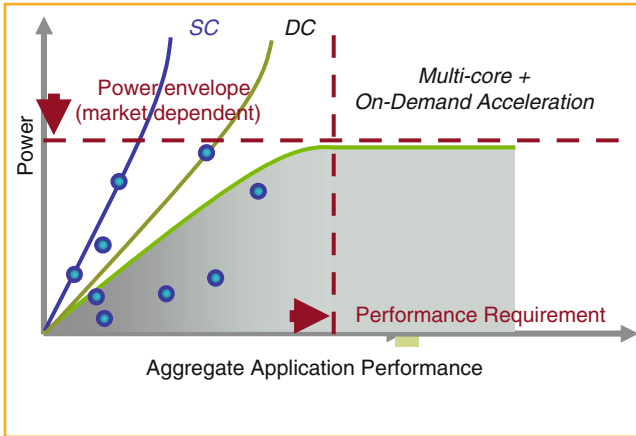 SC
DC
Power envelope
(market dependent)
Multi-core +
On-Demand Acceleration
Power
Performance Requirement
Aggregate Application Performance